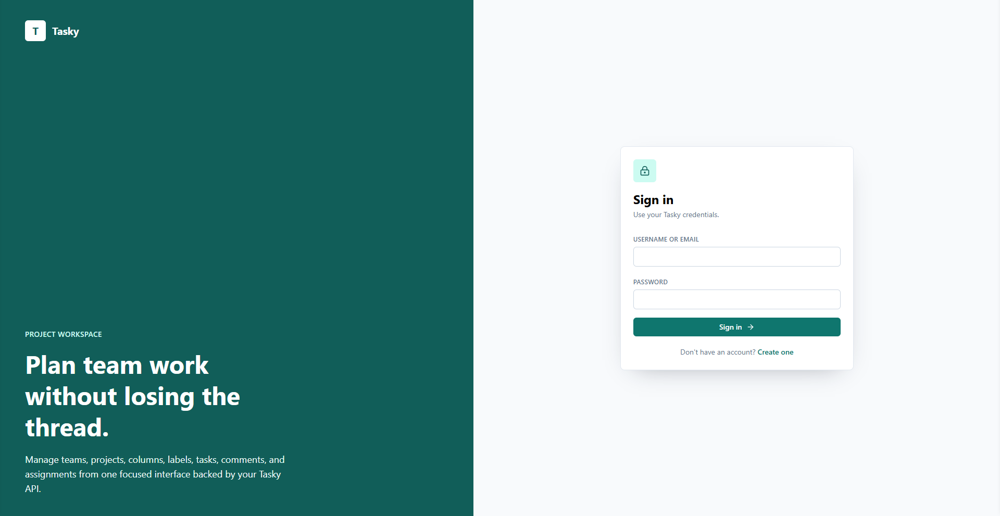 T
Tasky
PROJECT WORKSPACE
Plan team work
without losing the
thread.
Manage teams, projects, columns, labels, tasks, comments, and
assignments from one focused interface backed by your Tasky
API.
Sign in
Use your Tasky credentials.
USERNAME OR EMAIL
PASSWORD
Sign in
Don't have an account? Create one